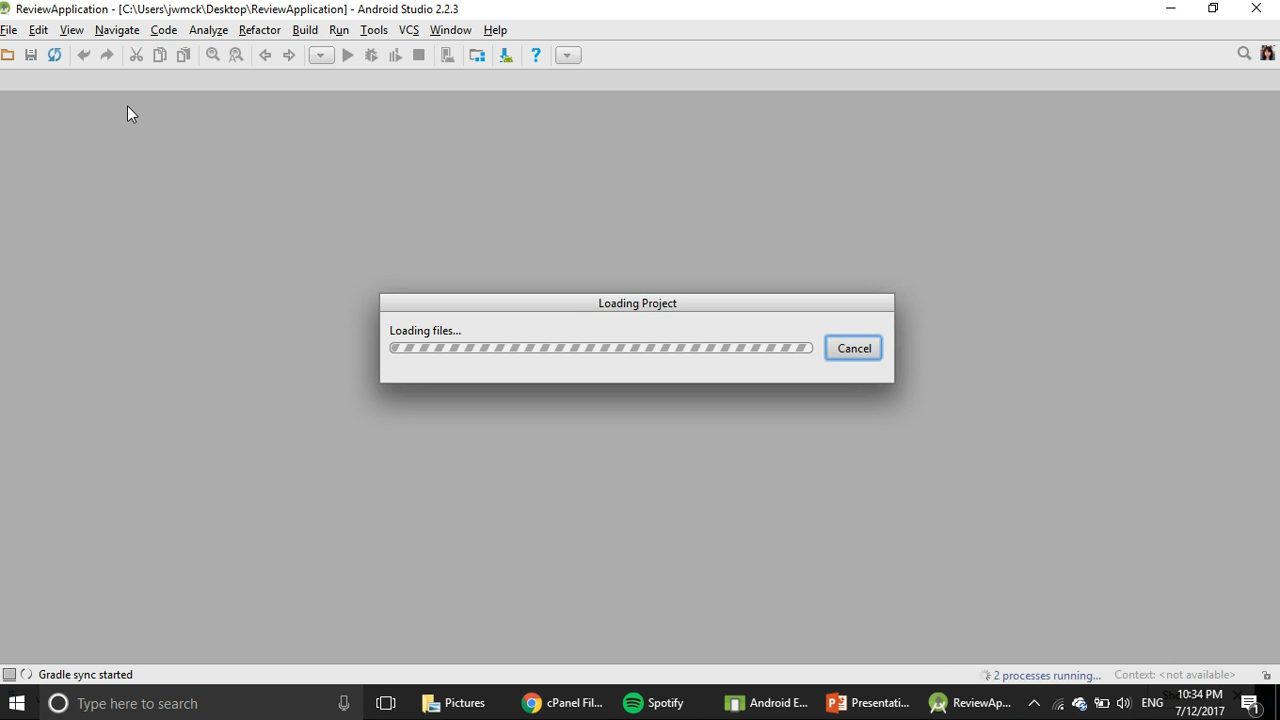 ReviewApplication - [C:\Users\jwmck\Desktop\ReviewApplication] - Android Studio 2.2.3
File Edit View Navigate Code Analyze Refactor Build Run Tools VCS Window Help
Loading Project
Loading files...
Cancel
Gradle sync started
2 processes running...
Context: <not available>
Type here to search
Pictures
cPanel Fil...
Spotify
Android E...
Presentati...
ReviewAp...
ENG
10:34 PM
7/12/2017
1